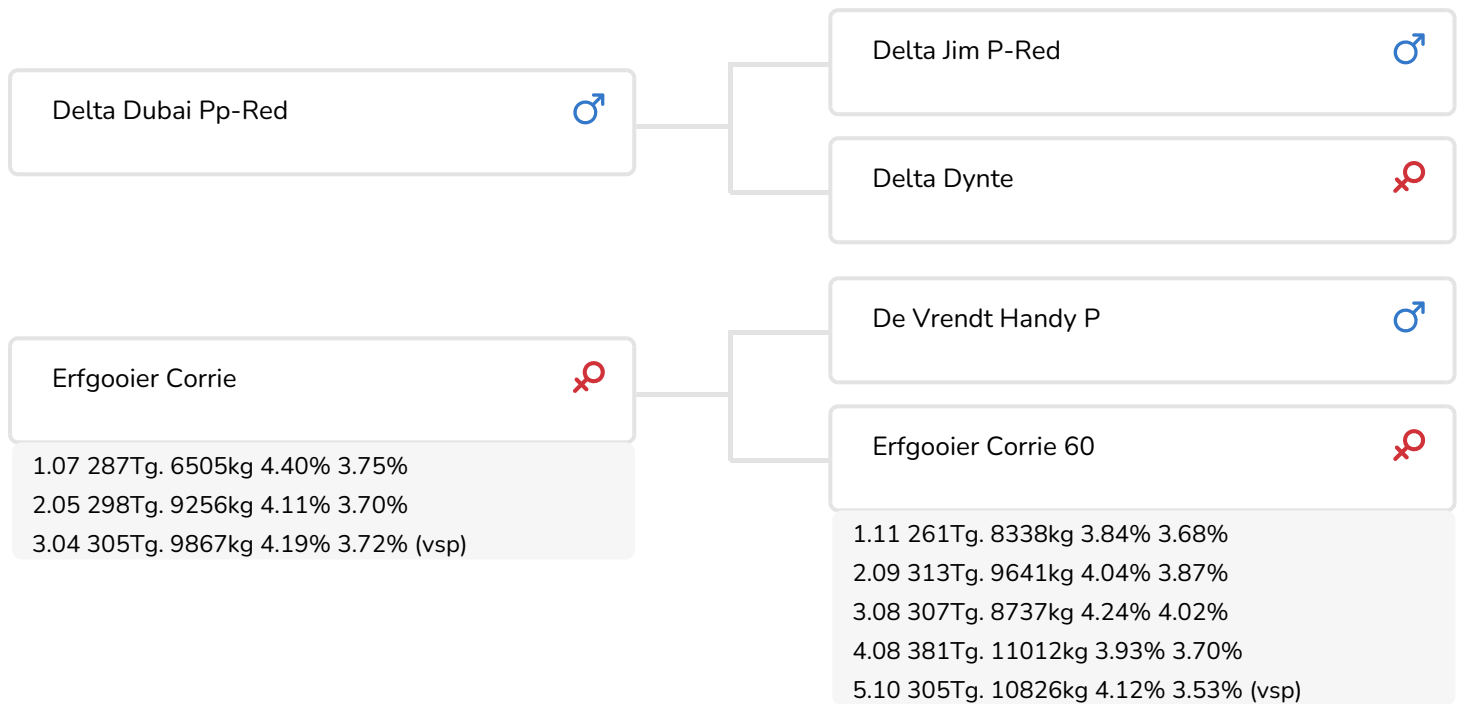 Delta Dubai Pp-Red
Delta Jim P-Red
Delta Dynte
Erfgooier Corrie
1.07 287Tg. 6505kg 4.40% 3.75%
2.05 298Tg. 9256kg 4.11% 3.70%
3.04 305Tg. 9867kg 4.19% 3.72% (vsp)
De Vrendt Handy P
Erfgooier Corrie 60
1.11 261Tg. 8338kg 3.84% 3.68%
2.09 313Tg. 9641kg 4.04% 3.87%
3.08 307Tg. 8737kg 4.24% 4.02%
4.08 381Tg. 11012kg 3.93% 3.70%
5.10 305Tg. 10826kg 4.12% 3.53% (vsp)